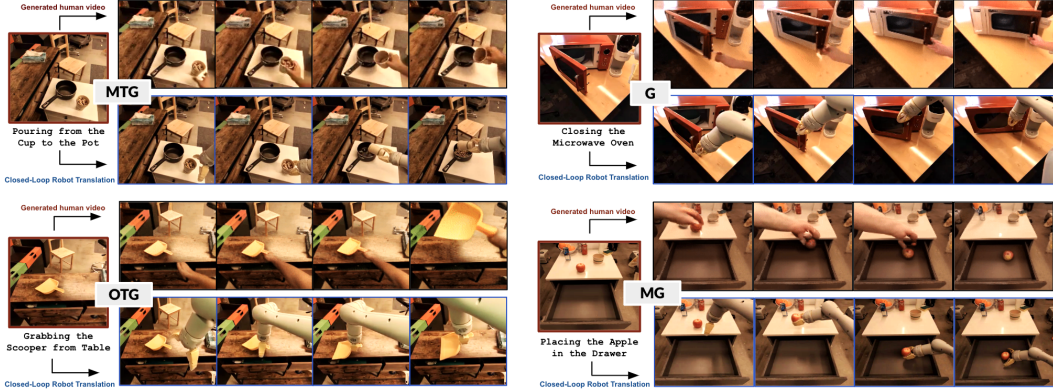 Generated human video
MTG
Pouring from the
Cup to the Pot
Closed-Loop Robot Translation
Generated human video
G
Closing the
Microwave Oven
Closed-Loop Robot Translation
Generated human video
OTG
Grabbing the
Scooper from Table
Closed-Loop Robot Translation
Generated human video
MG
Placing the Apple
in the Drawer
Closed-Loop Robot Translation